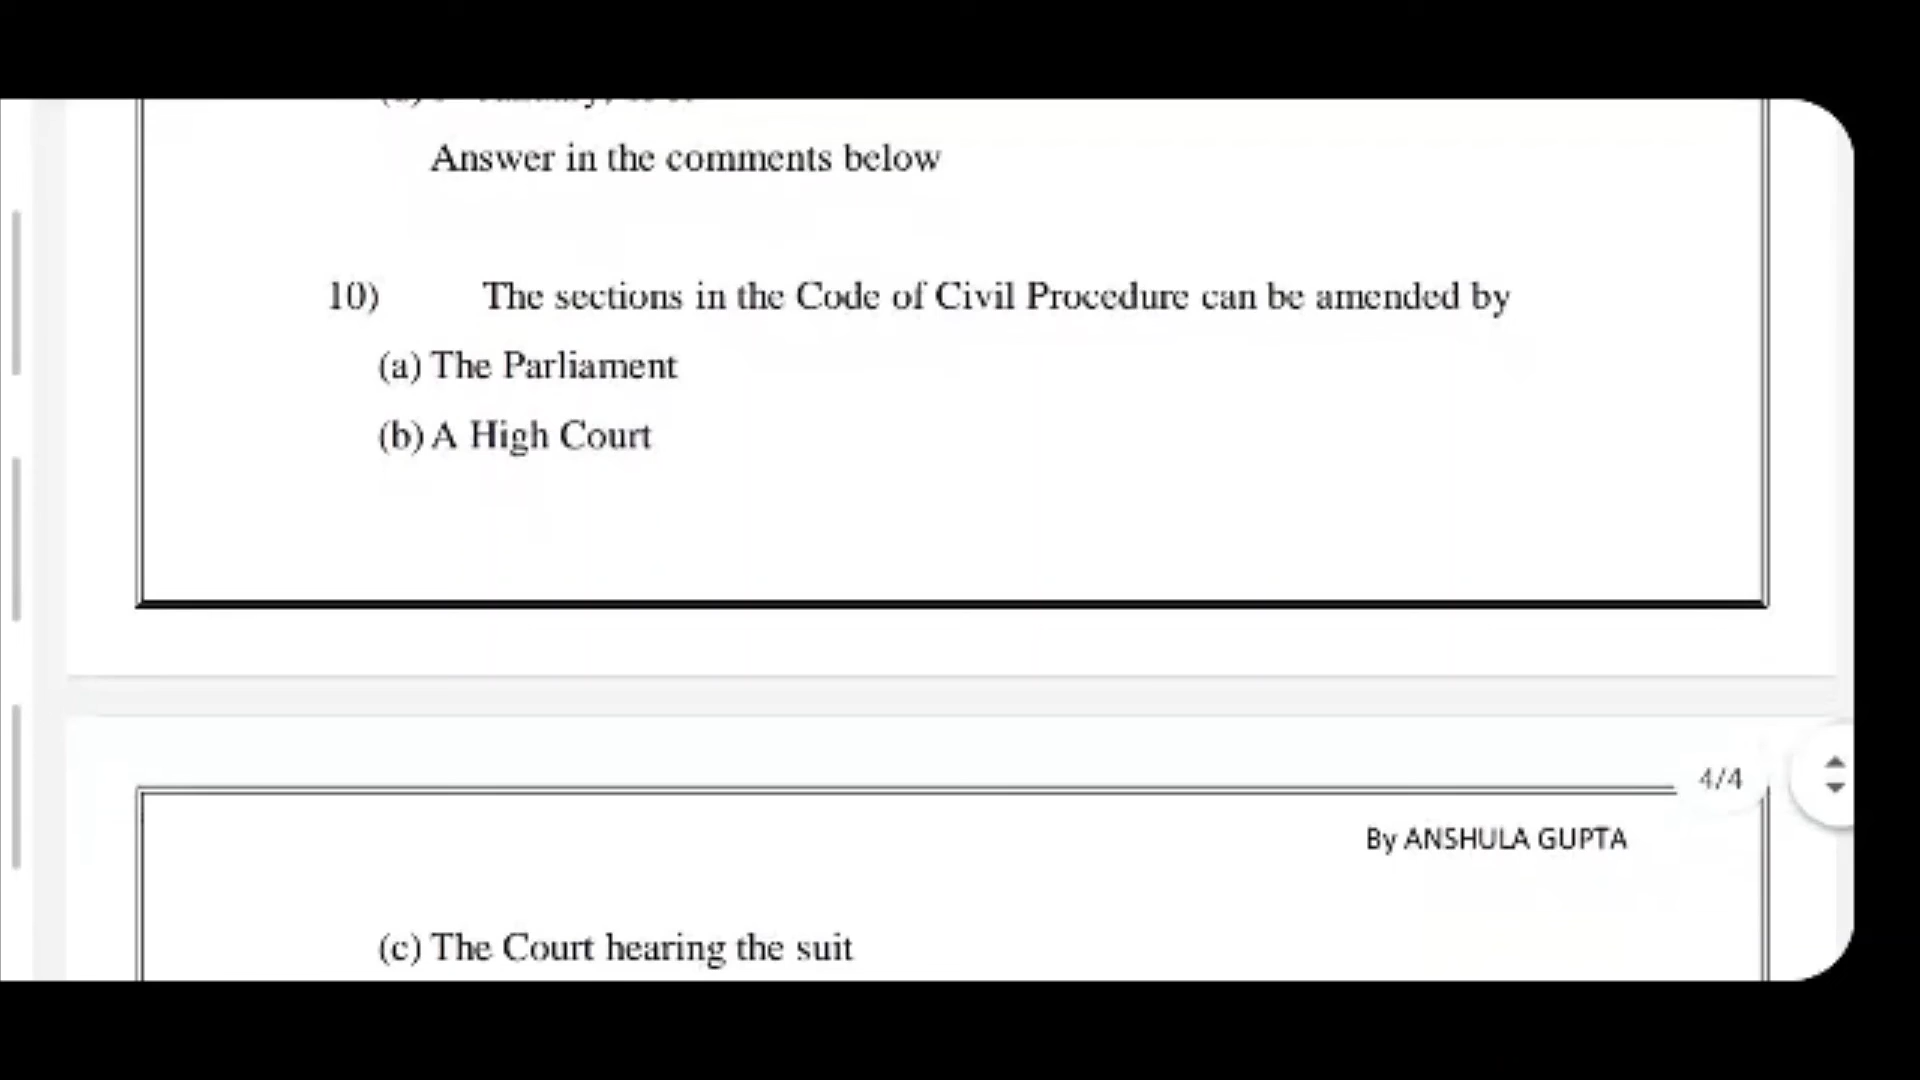 Answer in the comments below
10) The sections in the Code of Civil Procedure can be amended by
(a) The Parliament
(b) A High Court
4/4
By ANSHULA GUPTA
(c) The Court hearing the suit